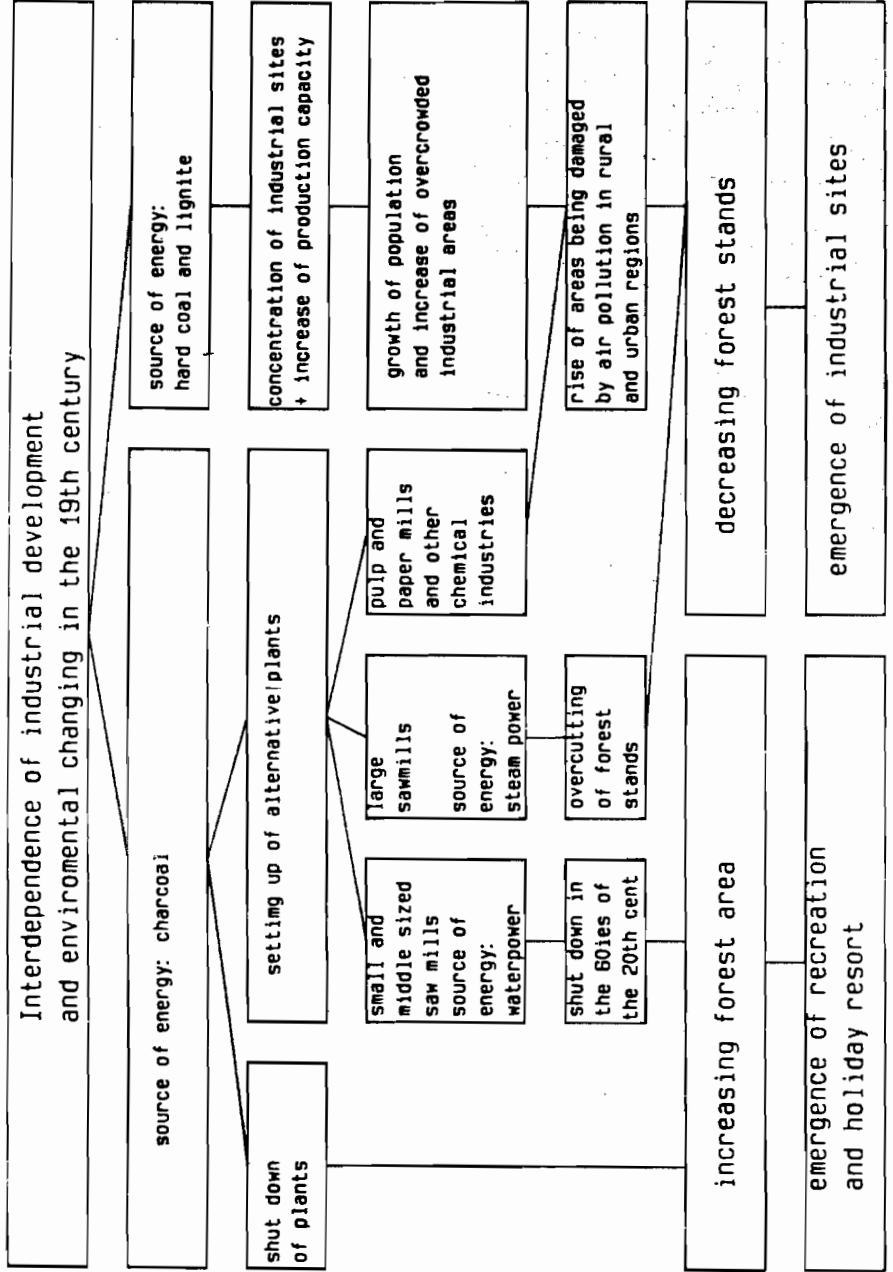 Interdependence of industrial development
and enviromental changing in the 19th century
source of energy: charcoal
source of energy:
hard coal and lignite
shut down
of plants
settimg up of alternative plants
concentration of industrial sites
+ increase of production capacity
small and
middle sized
saw mills
source of
energy:
waterpower
large
sawmills
source of
energy:
steam power
pulp and
paper mills
and other
chemical
industries
growth of population
and increase of overcrowded
industrial areas
shut down in
the 60ies of
the 20th cent
overcutting
of forest
stands
rise of areas being damaged
by air pollution in rural
and urban regions
increasing forest area
decreasing forest stands
emergence of recreation
and holiday resort
emergence of industrial sites